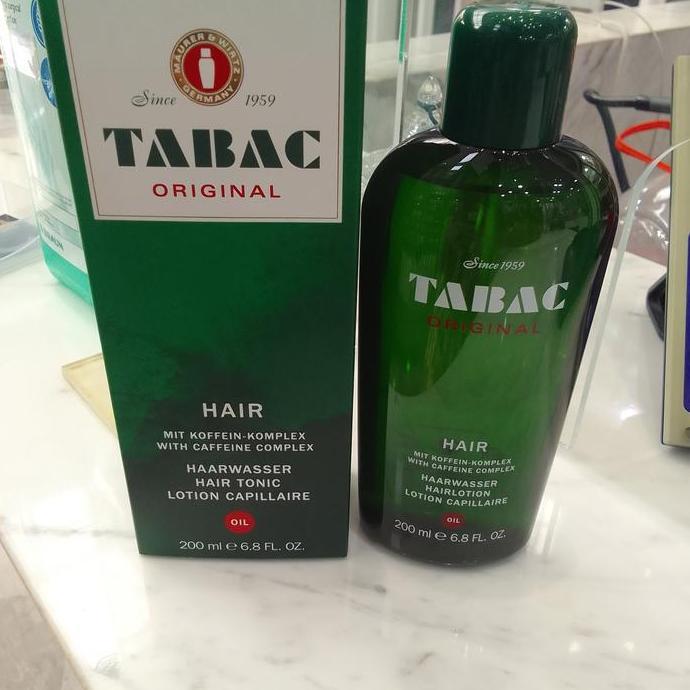 MAURER & WIRTZ
GERMANY
Since 1959
TABAC
ORIGINAL
HAIR
MIT KOFFEIN-KOMPLEX
WITH CAFFEINE COMPLEX
HAARWASSER
HAIR TONIC
LOTION CAPILLAIRE
OIL
200 ml ℮ 6.8 FL. OZ.
Since 1959
TABAC
ORIGINAL
HAIR
MIT KOFFEIN-KOMPLEX
WITH CAFFEINE COMPLEX
HAARWASSER
HAIRLOTION
LOTION CAPILLAIRE
OIL
200 ml ℮ 6.8 FL. OZ.